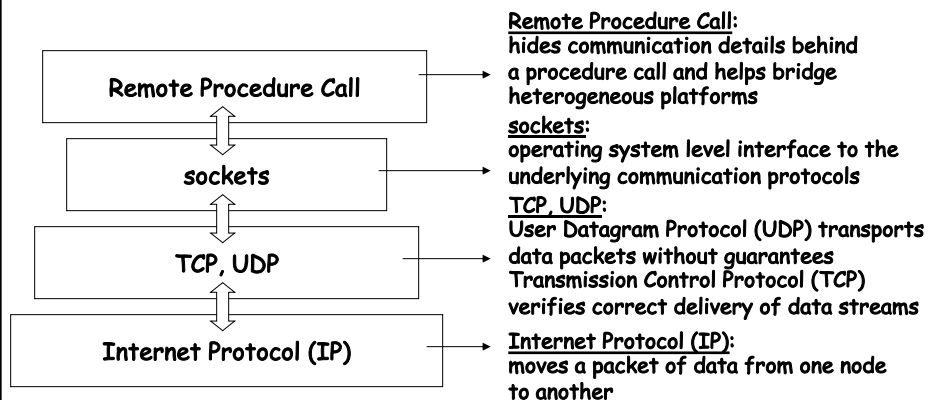 Remote Procedure Call
sockets
TCP, UDP
Internet Protocol (IP)
Remote Procedure Call:
hides communication details behind
a procedure call and helps bridge
heterogeneous platforms
sockets:
operating system level interface to the
underlying communication protocols
TCP, UDP:
User Datagram Protocol (UDP) transports
data packets without guarantees
Transmission Control Protocol (TCP)
verifies correct delivery of data streams
Internet Protocol (IP):
moves a packet of data from one node
to another